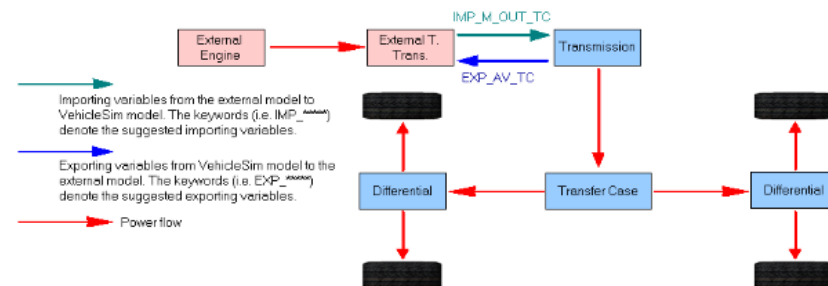 IMP_M_OUT_TC
External
Engine
External T.
Trans.
Transmission
EXP_AV_TC
Importing variables from the external model to
VehicleSim model. The keywords (i.e. IMP_*****)
denote the suggested importing variables.
Exporting variables from VehicleSim model to the
external model. The keywords (i.e. EXP_*****)
denote the suggested exporting variables.
Differential
Transfer Case
Differential
Power flow